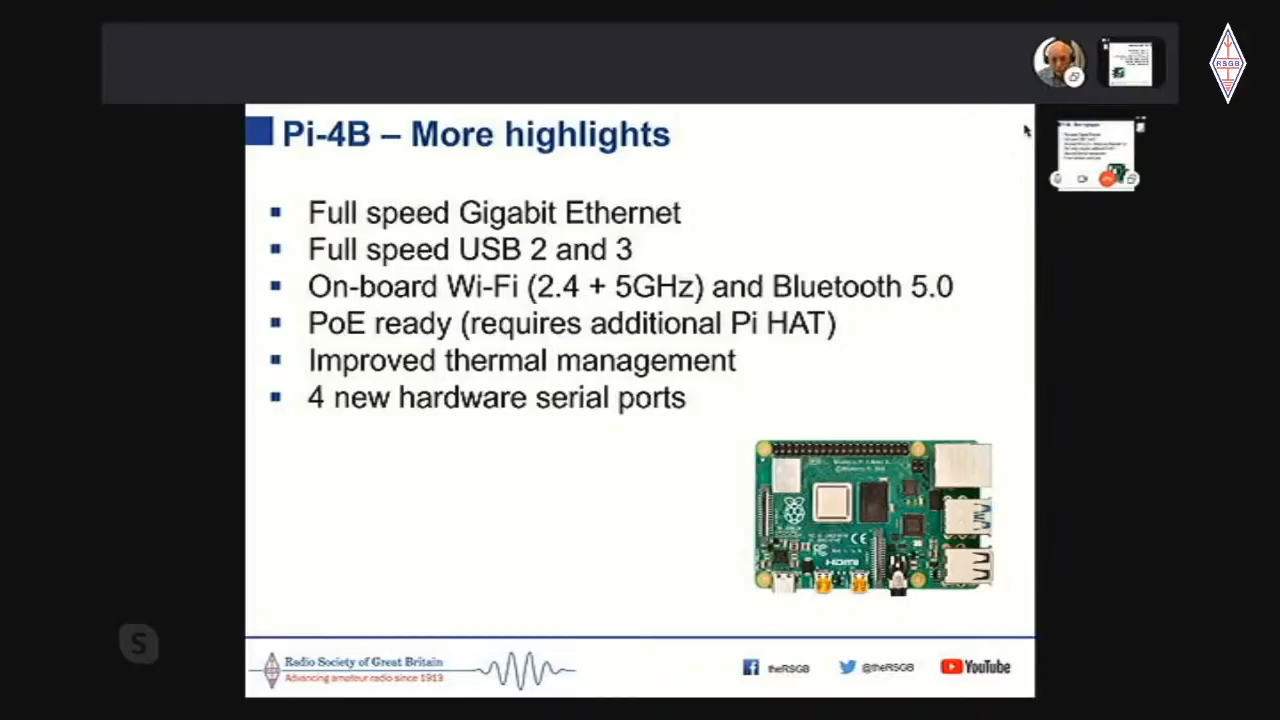 RSGB
Pi-4B – More highlights
Full speed Gigabit Ethernet
Full speed USB 2 and 3
On-board Wi-Fi (2.4 + 5GHz) and Bluetooth 5.0
PoE ready (requires additional Pi HAT)
Improved thermal management
4 new hardware serial ports
HDMI
S
Radio Society of Great Britain
Advancing amateur radio since 1913
theRSGB
@theRSGB
YouTube